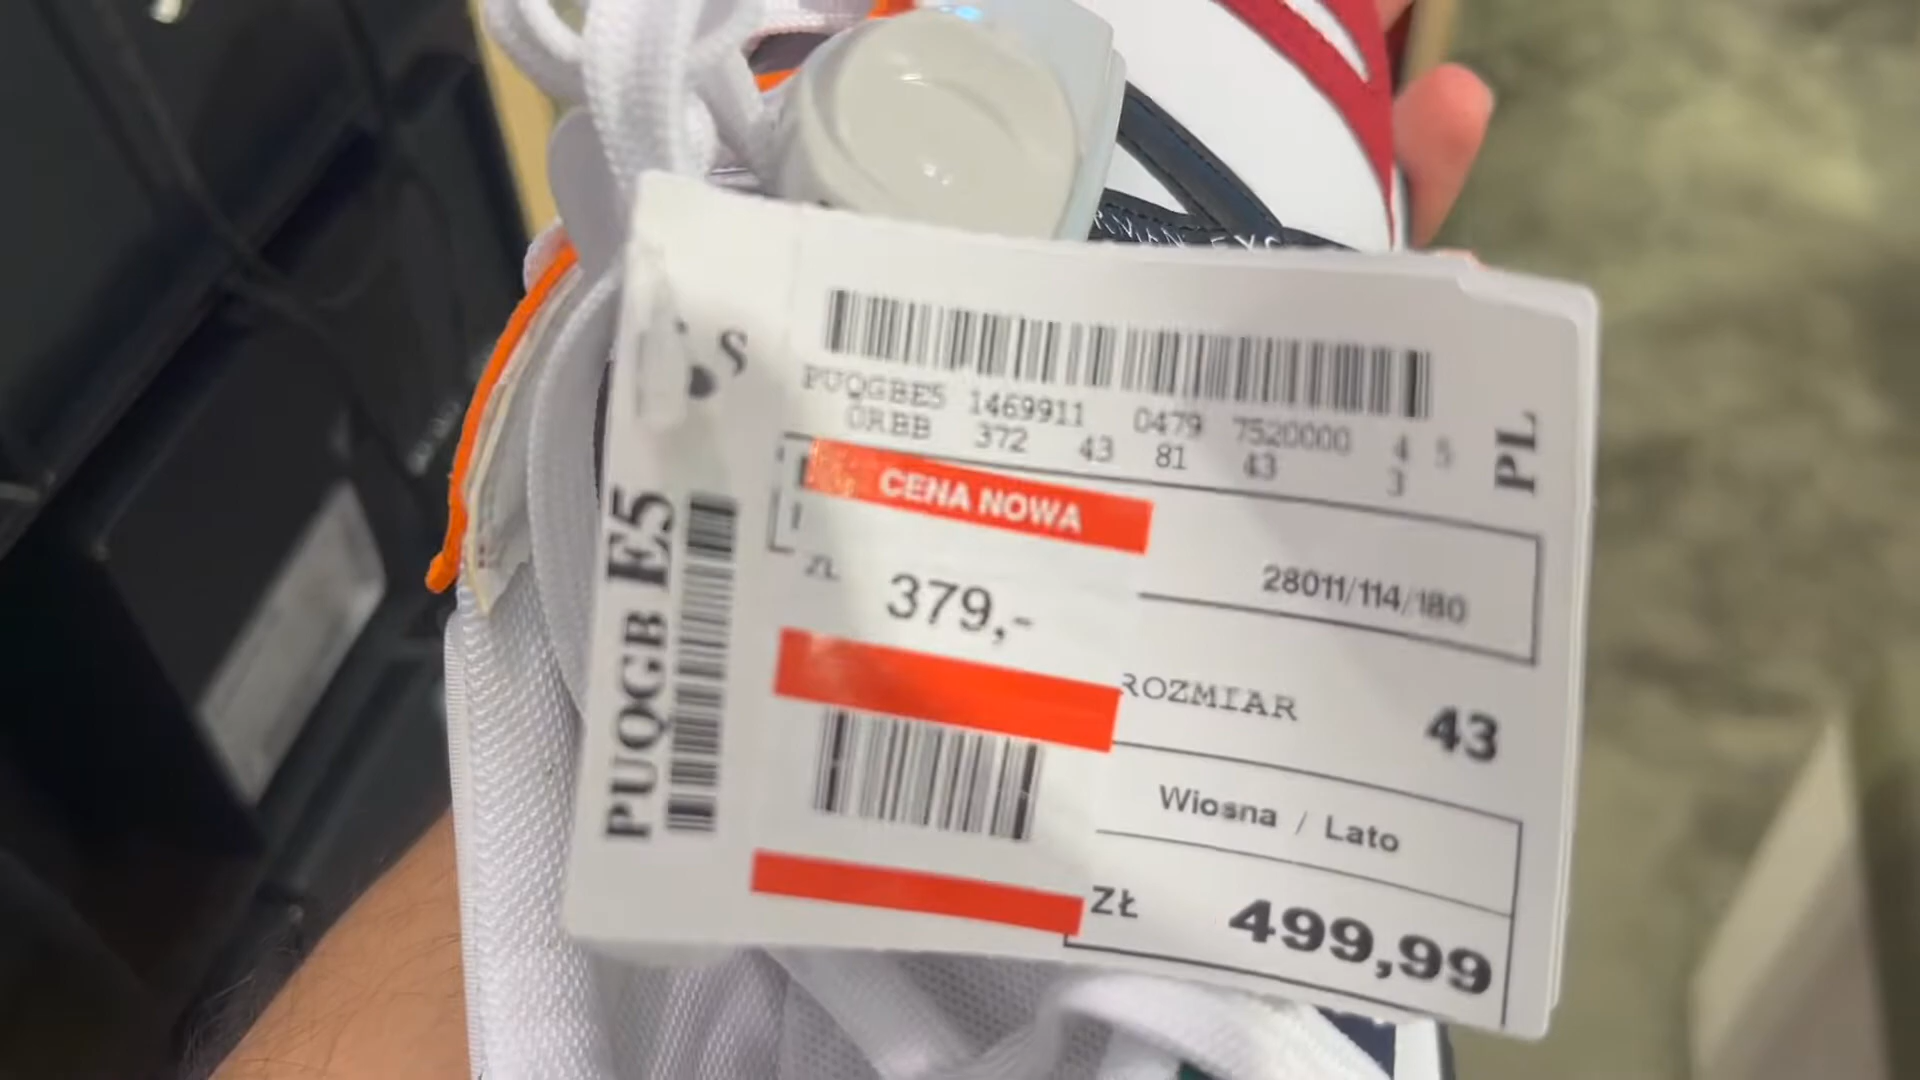 S
PUQGB E5
PUQGBE5 1469911 0479 7520000 4 5
0RBB 372 43 81 43 3
PL
CENA NOWA
28011/114/180
ZŁ 379,-
ROZMIAR 43
Wiosna / Lato
ZŁ 499,99